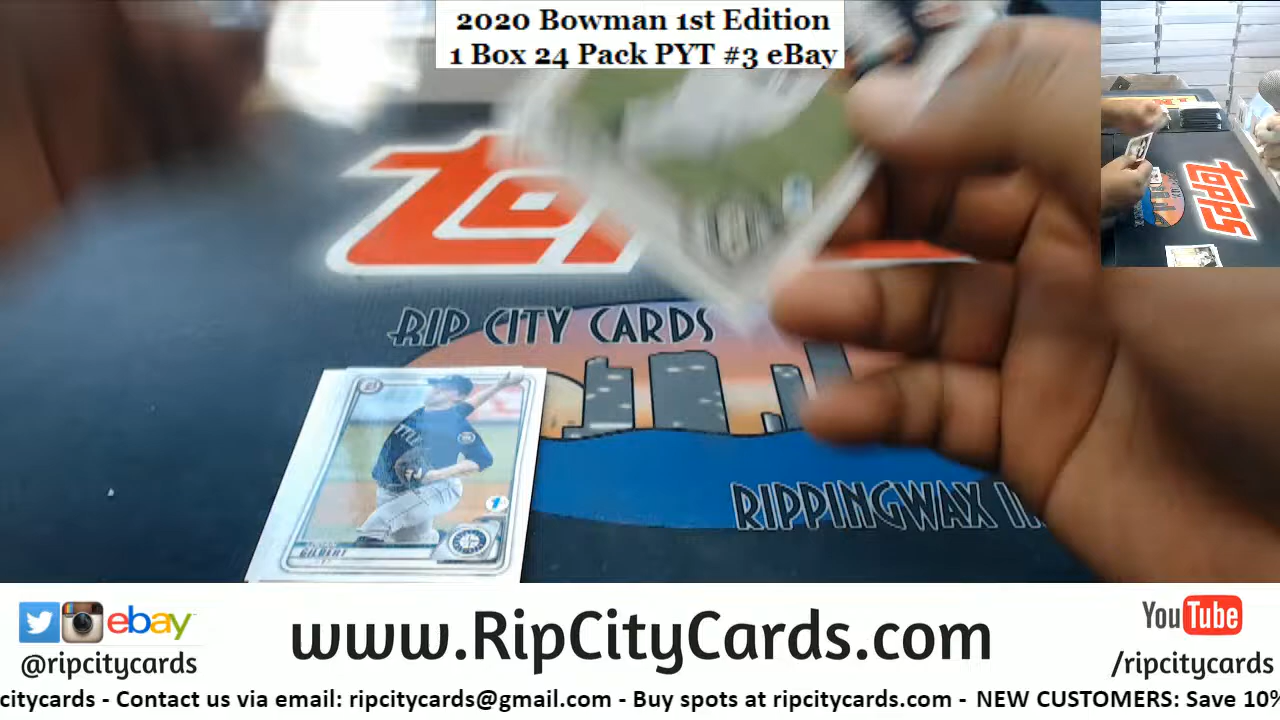 2020 Bowman 1st Edition
1 Box 24 Pack PYT #3 eBay
TOPPS
RIP CITY CARDS
GILBERT
RIPPINGWAX
ebay
@ripcitycards
www.RipCityCards.com
YouTube
/ripcitycards
citycards - Contact us via email: ripcitycards@gmail.com - Buy spots at ripcitycards.com - NEW CUSTOMERS: Save 10%